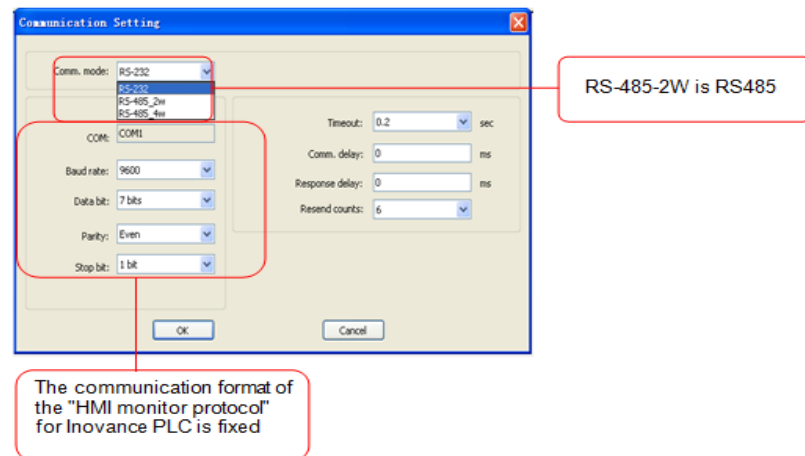 Communication Setting
Comm. mode: RS-232
RS-232
RS-485_2w
RS-485_4w
RS-485-2W is RS485
COM: COM1
Timeout: 0.2 sec
Comm. delay: 0 ms
Baud rate: 9600
Response delay: 0 ms
Data bit: 7 bits
Resend counts: 6
Parity: Even
Stop bit: 1 bit
OK Cancel
The communication format of
the "HMI monitor protocol"
for Inovance PLC is fixed